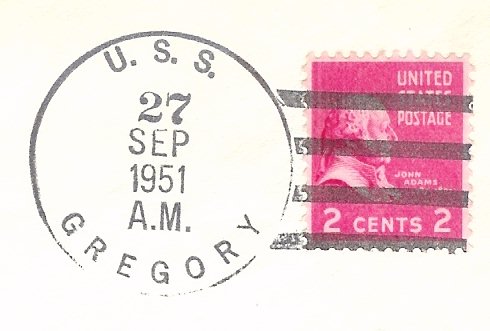 U. S. S.
27
SEP
1951
A.M.
GREGORY
UNITED
STATES
POSTAGE
JOHN
ADAMS
2 CENTS 2